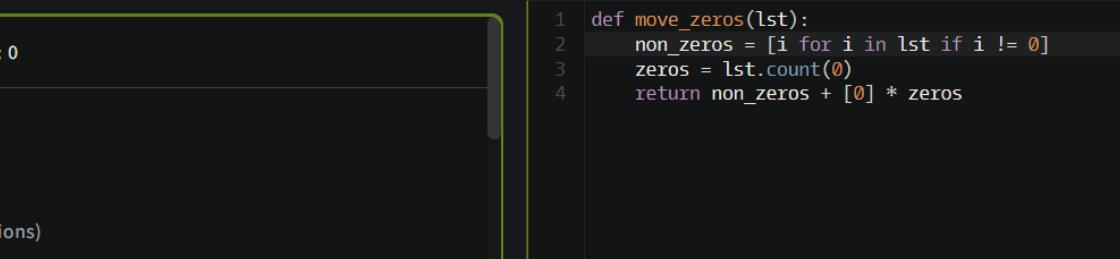 : 0
ions)
1 def move_zeros(lst):
2     non_zeros = [i for i in lst if i != 0]
3     zeros = lst.count(0)
4     return non_zeros + [0] * zeros